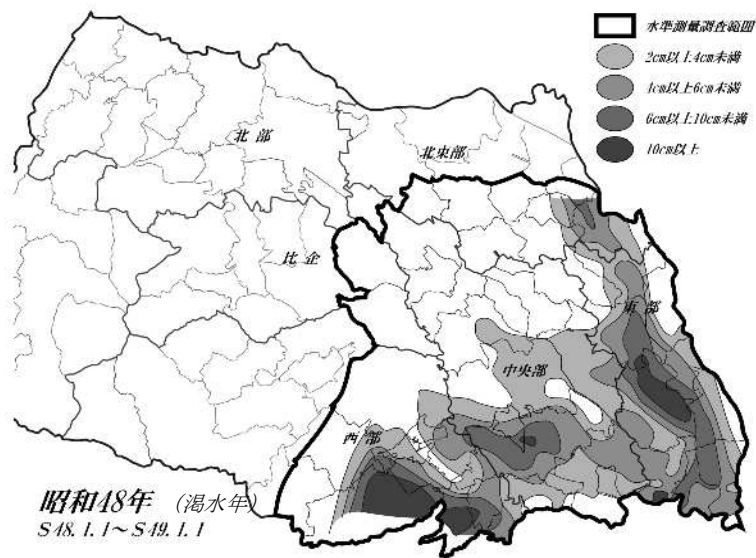 水準測量調査範囲
2cm以上4cm未満
4cm以上6cm未満
6cm以上10cm未満
10cm以上
北部
北東部
比企
東部
中央部
西部
昭和48年 (渇水年)
S48.1.1～S49.1.1